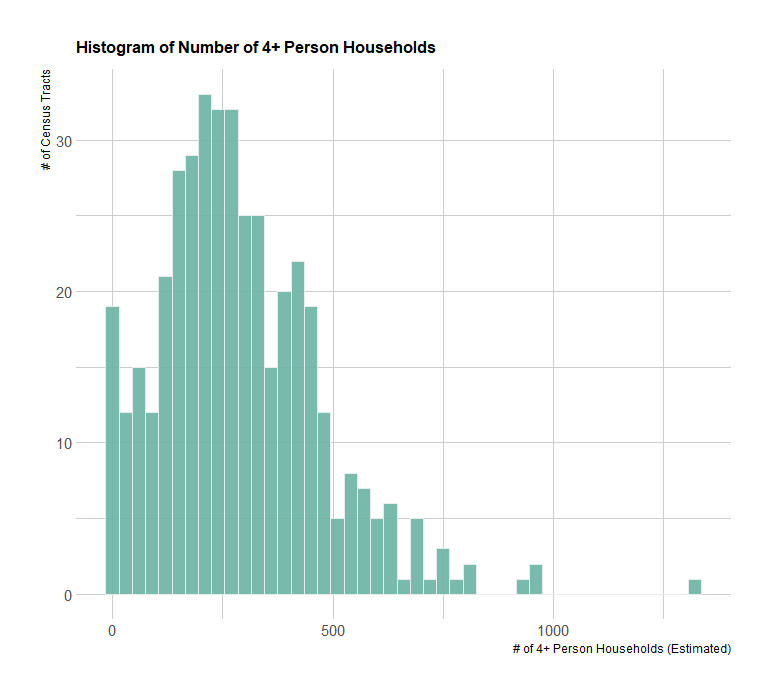 Histogram of Number of 4+ Person Households
# of Census Tracts
30
20
10
0
0 500 1000
# of 4+ Person Households (Estimated)